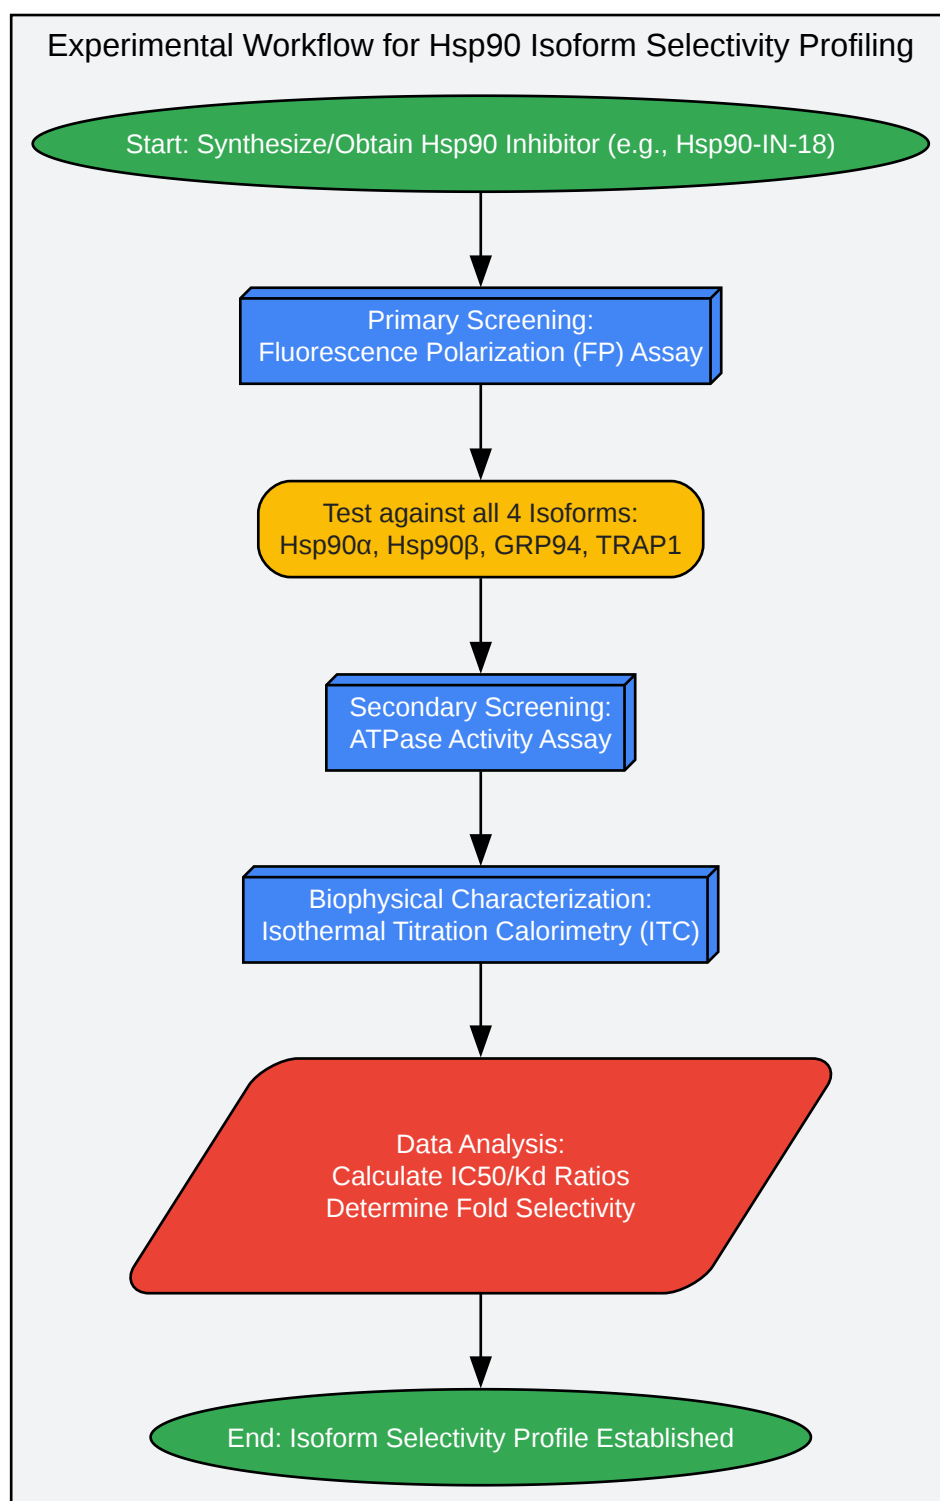 Experimental Workflow for Hsp90 Isoform Selectivity Profiling
Start: Synthesize/Obtain Hsp90 Inhibitor (e.g., Hsp90-IN-18)
Primary Screening:
Fluorescence Polarization (FP) Assay
Test against all 4 Isoforms:
Hsp90α, Hsp90β, GRP94, TRAP1
Secondary Screening:
ATPase Activity Assay
Biophysical Characterization:
Isothermal Titration Calorimetry (ITC)
Data Analysis:
Calculate IC50/Kd Ratios
Determine Fold Selectivity
End: Isoform Selectivity Profile Established